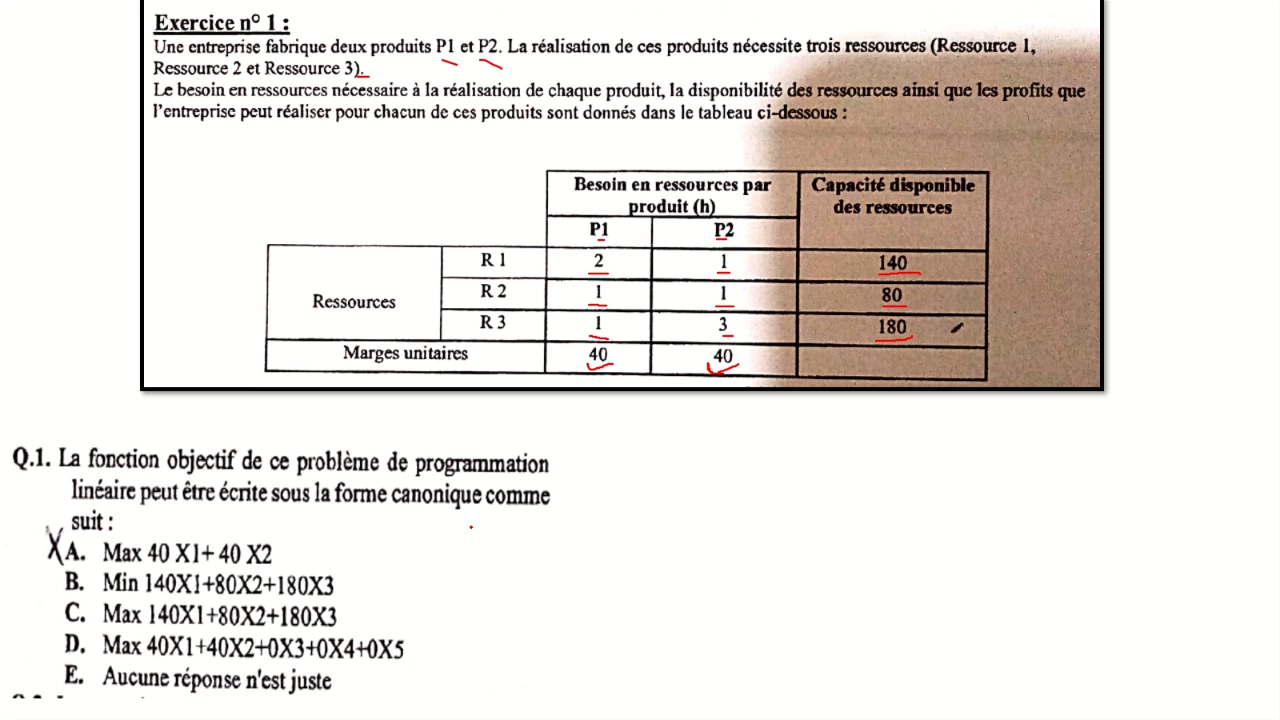 Exercice nº 1 :
Une entreprise fabrique deux produits P1 et P2. La réalisation de ces produits nécessite trois ressources (Ressource 1,
Ressource 2 et Ressource 3).
Le besoin en ressources nécessaire à la réalisation de chaque produit, la disponibilité des ressources ainsi que les profits que
l'entreprise peut réaliser pour chacun de ces produits sont donnés dans le tableau ci-dessous :
Besoin en ressources par Capacité disponible
produit (h) des ressources
P1 P2
R 1 2 1 140
Ressources R 2 1 1 80
R 3 1 3 180
Marges unitaires 40 40
Q.1. La fonction objectif de ce problème de programmation
linéaire peut être écrite sous la forme canonique comme
suit :
A. Max 40 X1+ 40 X2
B. Min 140X1+80X2+180X3
C. Max 140X1+80X2+180X3
D. Max 40X1+40X2+0X3+0X4+0X5
E. Aucune réponse n'est juste